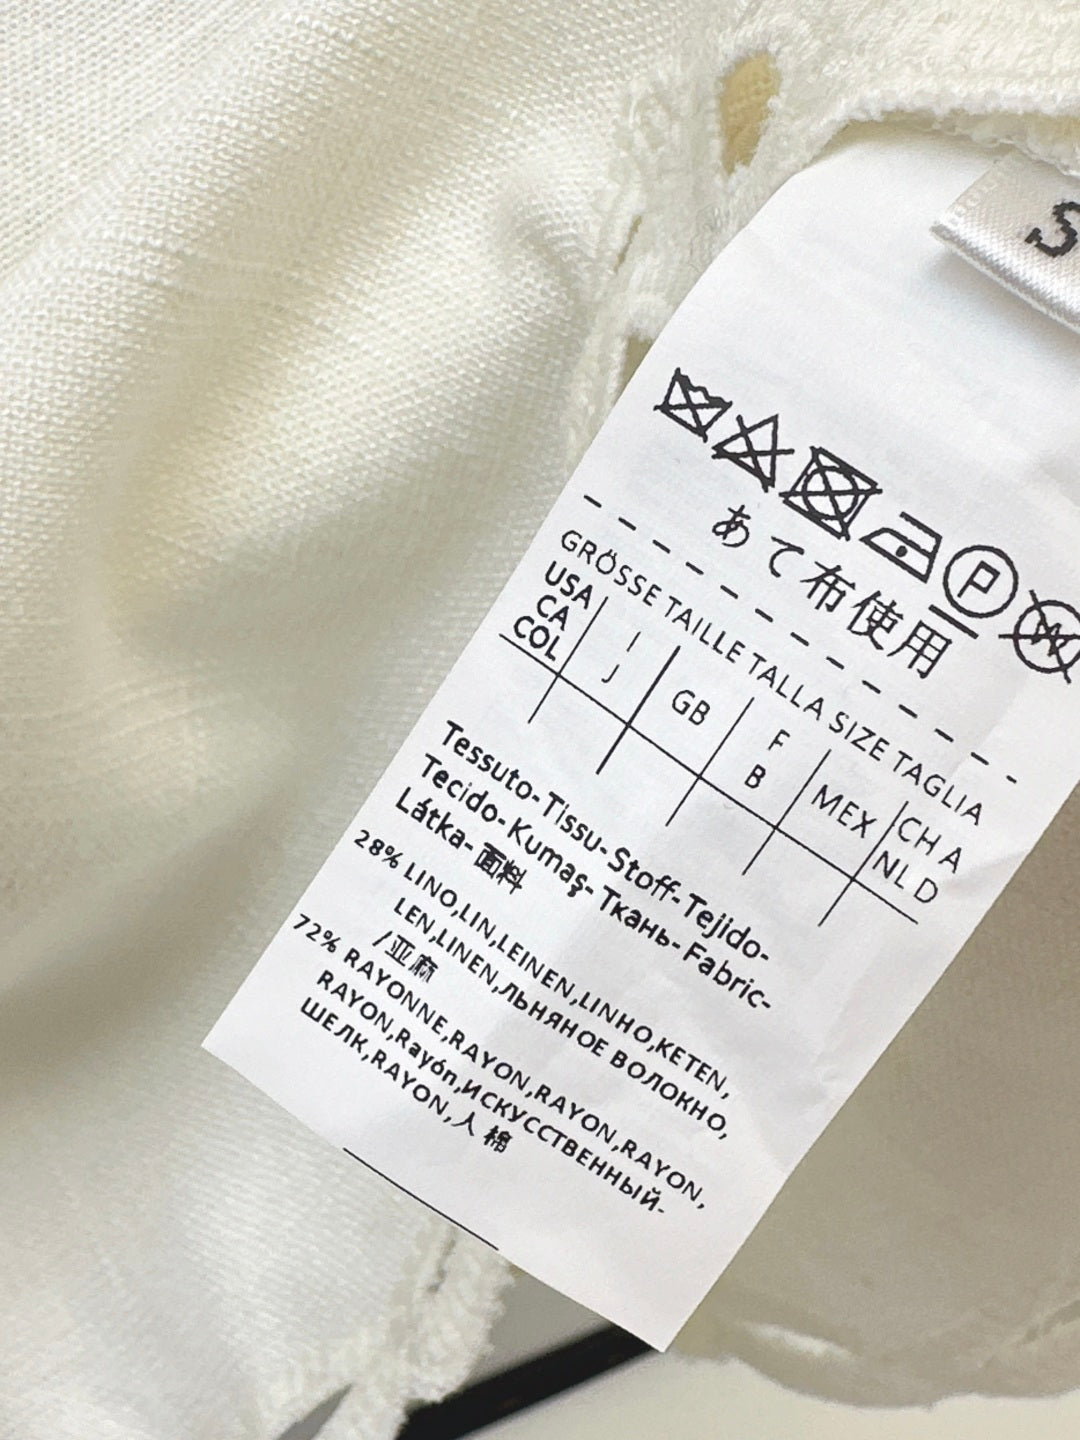 S
P
W
あて布使用
GRÖSSE TAILLE TALLA SIZE TAGLIA
USA CA COL
I J
GB
F B
MEX
CH A NL D
Tessuto-Tissu-Stoff-Tejido-
Tecido-Kumaş-Ткань-Fabric-
Látka-面料
28% LINO,LIN,LEINEN,LINHO,KETEN,
LEN,LINEN,ЛЬНЯНОЕ ВОЛОКНО,
/亚麻
72% RAYONNE,RAYON,RAYON,RAYON,
RAYON,Rayón,ИСКУССТВЕННЫЙ-
ШЕЛК,RAYON,人棉